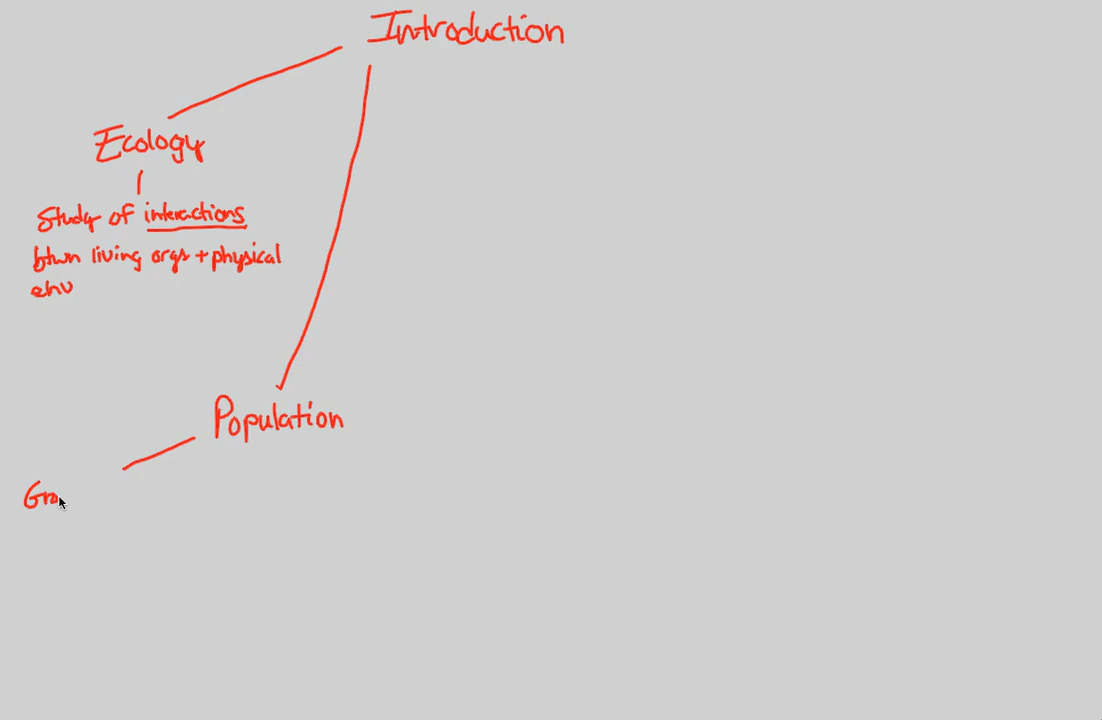 Introduction
Ecology
Study of interactions
btwn living orgs + physical
env
Population
Gro